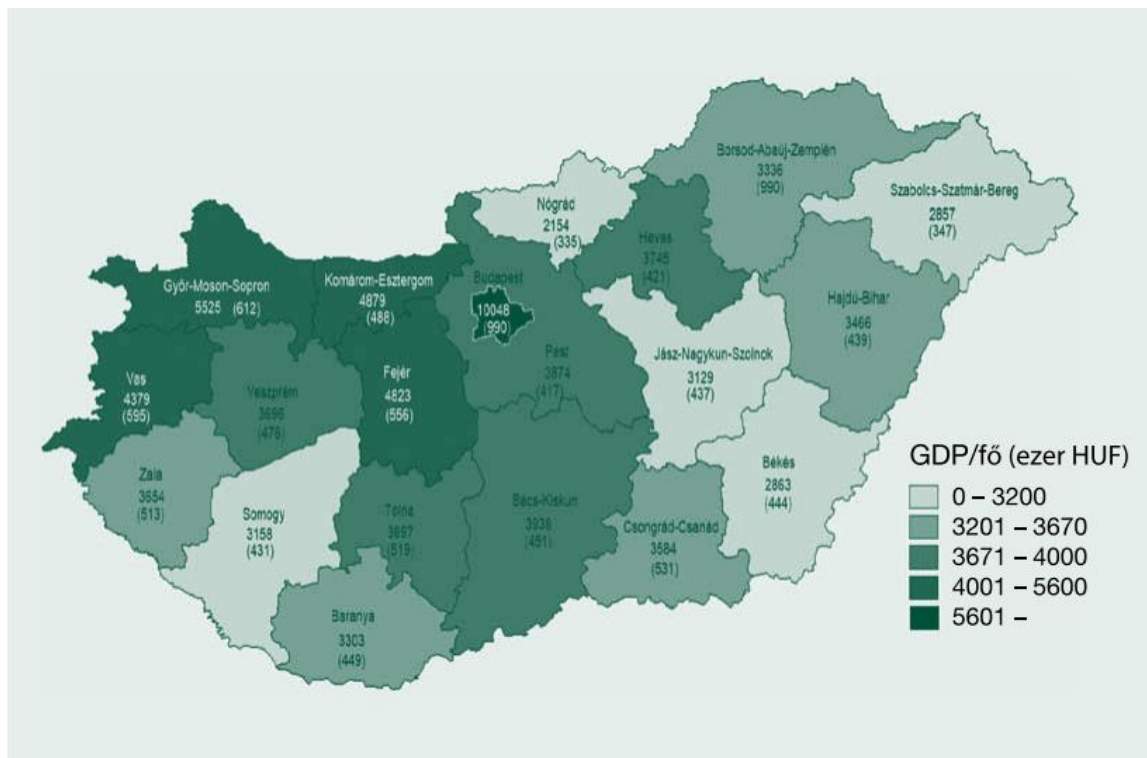 Borsod-Abaúj-Zemplén
3336
(990)
Szabolcs-Szatmár-Bereg
2857
(347)
Nógrád
2154
(335)
Heves
3745
(421)
Hajdú-Bihar
3466
(439)
Győr-Moson-Sopron
5525 (612)
Komárom-Esztergom
4879
(488)
Budapest
10048
(990)
Pest
3874
(417)
Jász-Nagykun-Szolnok
3129
(437)
Vas
4379
(595)
Veszprém
3696
(476)
Fejér
4823
(556)
Zala
3654
(513)
Somogy
3158
(431)
Tolna
(519)
Bács-Kiskun
3938
(451)
Csongrád-Csanád
3584
(531)
Békés
2863
(444)
Baranya
3303
(449)
GDP/fő (ezer HUF)
0 – 3200
3201 – 3670
3671 – 4000
4001 – 5600
5601 –